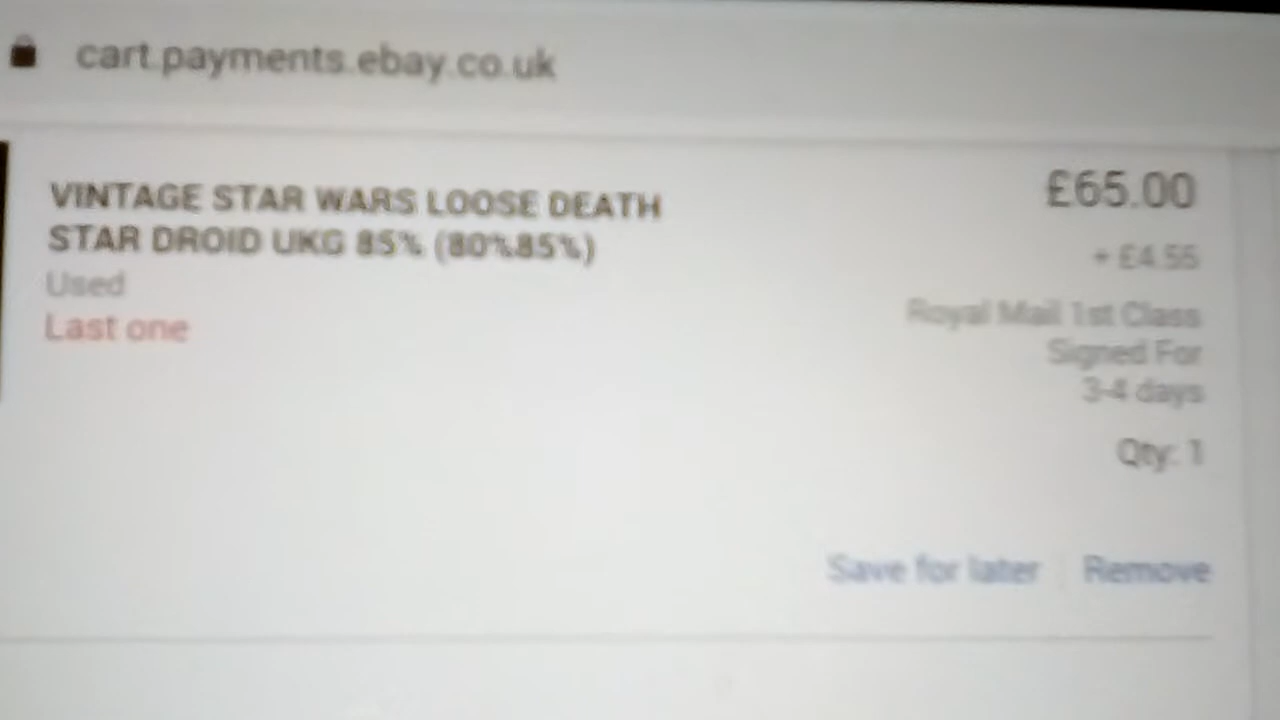 cart.payments.ebay.co.uk
VINTAGE STAR WARS LOOSE DEATH
STAR DROID UKG 85% (80%85%)
Used
Last one
£65.00
+ £4.55
Royal Mail 1st Class
Signed For
3-4 days
Qty: 1
Save for later
Remove